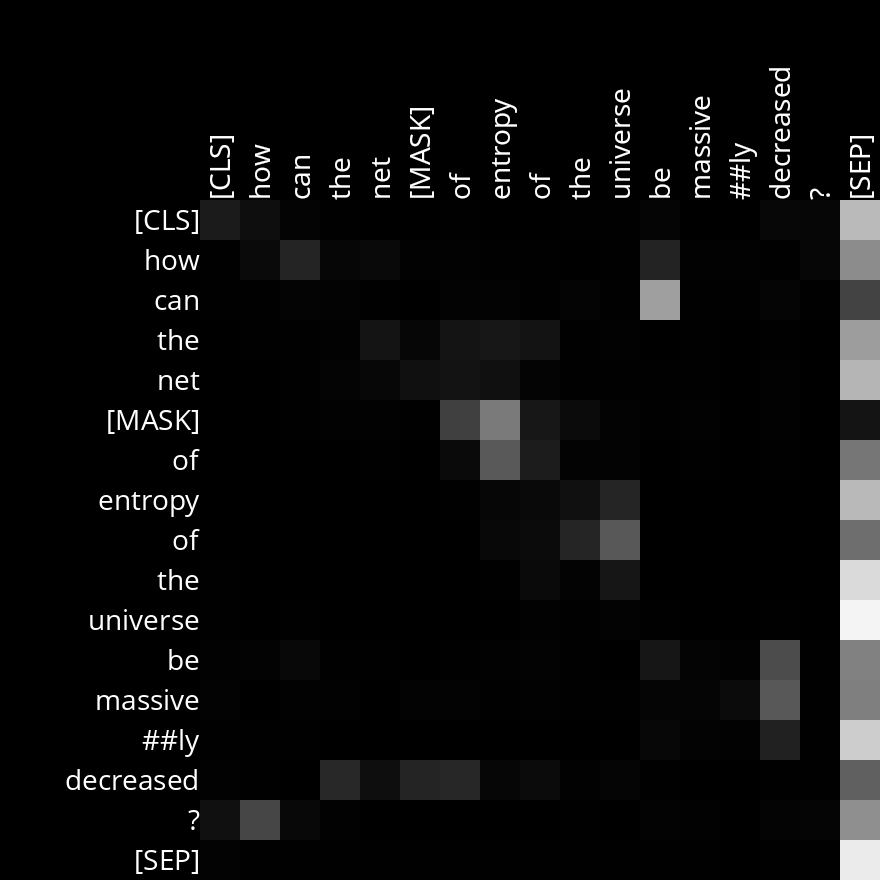 [CLS] how can the net [MASK] of entropy of the universe be massive ##ly decreased ? [SEP]
[CLS]
how
can
the
net
[MASK]
of
entropy
of
the
universe
be
massive
##ly
decreased
?
[SEP]